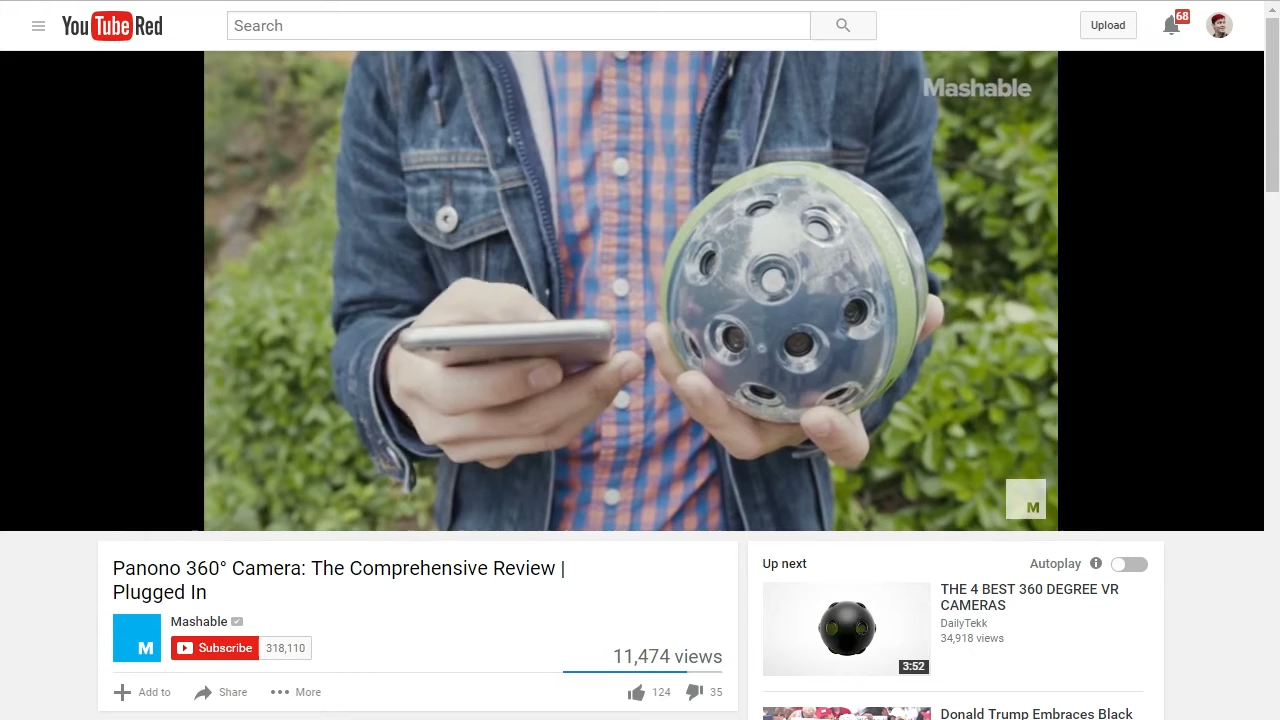 YouTube Red
Search
Upload
68
Mashable
M
Panono 360° Camera: The Comprehensive Review |
Plugged In
M
Mashable
Subscribe 318,110
11,474 views
Add to Share More
124 35
Up next
Autoplay
THE 4 BEST 360 DEGREE VR
CAMERAS
DailyTekk
34,918 views
3:52
Donald Trump Embraces Black